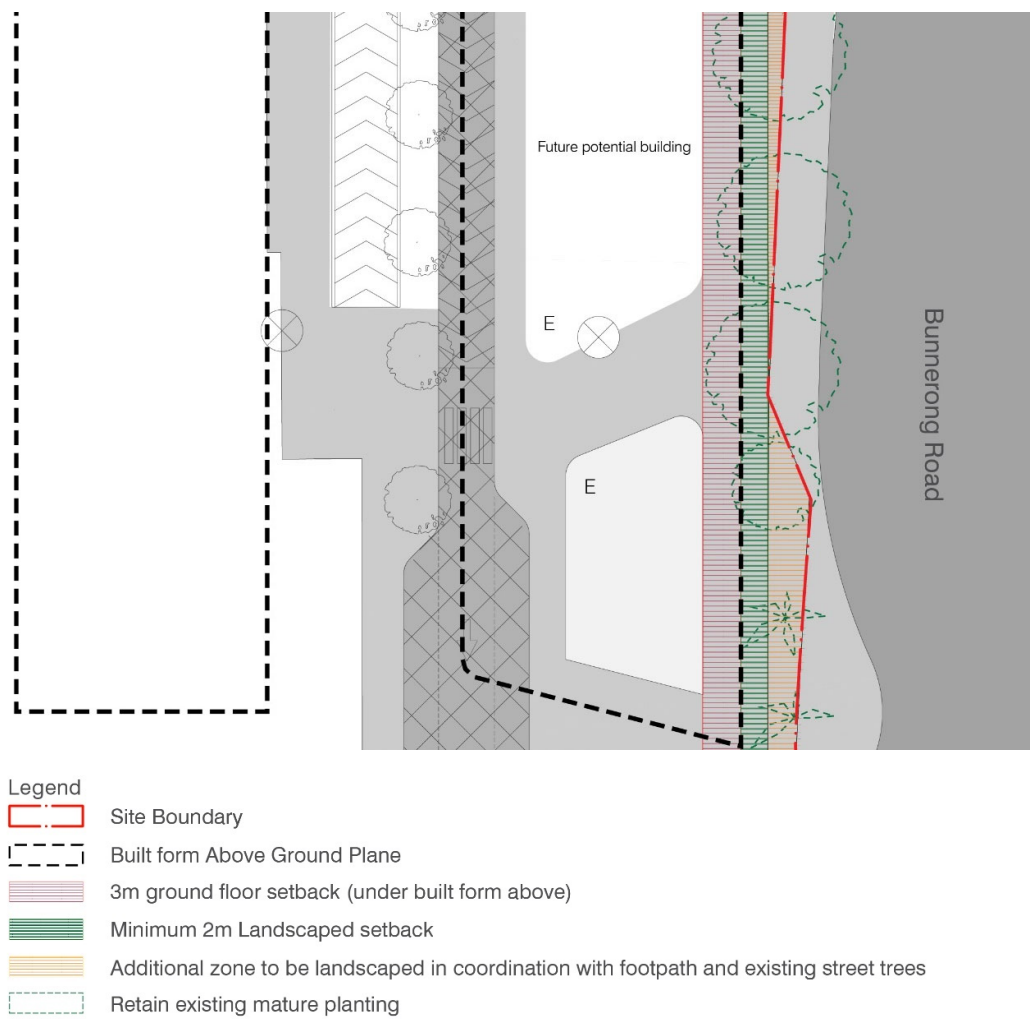 Future potential building
E
Bunnerong Road
E
Legend
Site Boundary
Built form Above Ground Plane
3m ground floor setback (under built form above)
Minimum 2m Landscaped setback
Additional zone to be landscaped in coordination with footpath and existing street trees
Retain existing mature planting